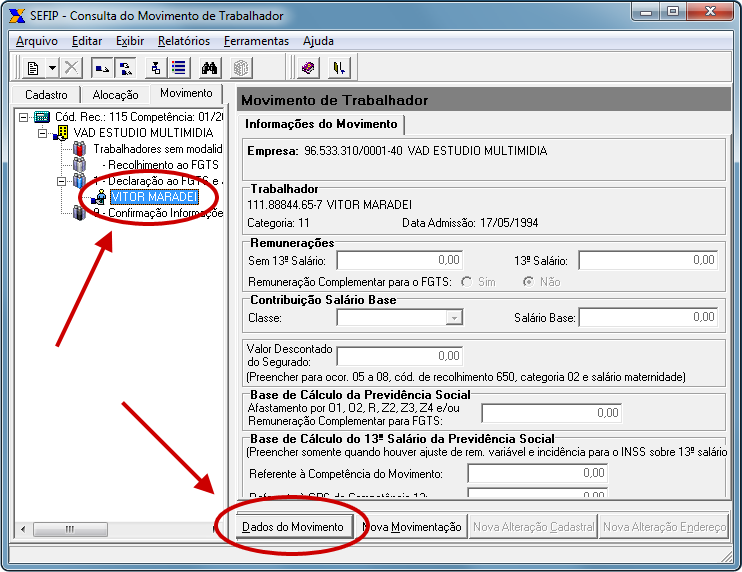 SEFIP - Consulta do Movimento de Trabalhador
Arquivo Editar Exibir Relatórios Ferramentas Ajuda
Cadastro Alocação Movimento
Cód. Rec.: 115 Competência: 01/20
VAD ESTUDIO MULTIMIDIA
Trabalhadores sem modalid
- Recolhimento ao FGTS
1 - Declaração ao FGTS e
VITOR MARADEI
9 - Confirmação Informaçõe
Movimento de Trabalhador
Informações do Movimento
Empresa: 96.533.310/0001-40 VAD ESTUDIO MULTIMIDIA
Trabalhador
111.88844.65-7 VITOR MARADEI
Categoria: 11 Data Admissão: 17/05/1994
Remunerações
Sem 13º Salário: 0,00 13º Salário: 0,00
Remuneração Complementar para o FGTS: Sim Não
Contribuição Salário Base
Classe: Salário Base: 0,00
Valor Descontado
do Segurado: 0,00
(Preencher para ocor. 05 a 08, cód. de recolhimento 650, categoria 02 e salário maternidade)
Base de Cálculo da Previdência Social
Afastamento por O1, O2, R, Z2, Z3, Z4 e/ou
Remuneração Complementar para FGTS: 0,00
Base de Cálculo do 13º Salário da Previdência Social
(Preencher somente quando houver ajuste de rem. variável e incidência para o INSS sobre 13º salário
Referente à Competência do Movimento: 0,00
Referente à GPS da Competência 13: 0,00
Dados do Movimento Nova Movimentação Nova Alteração Cadastral Nova Alteração Endereço